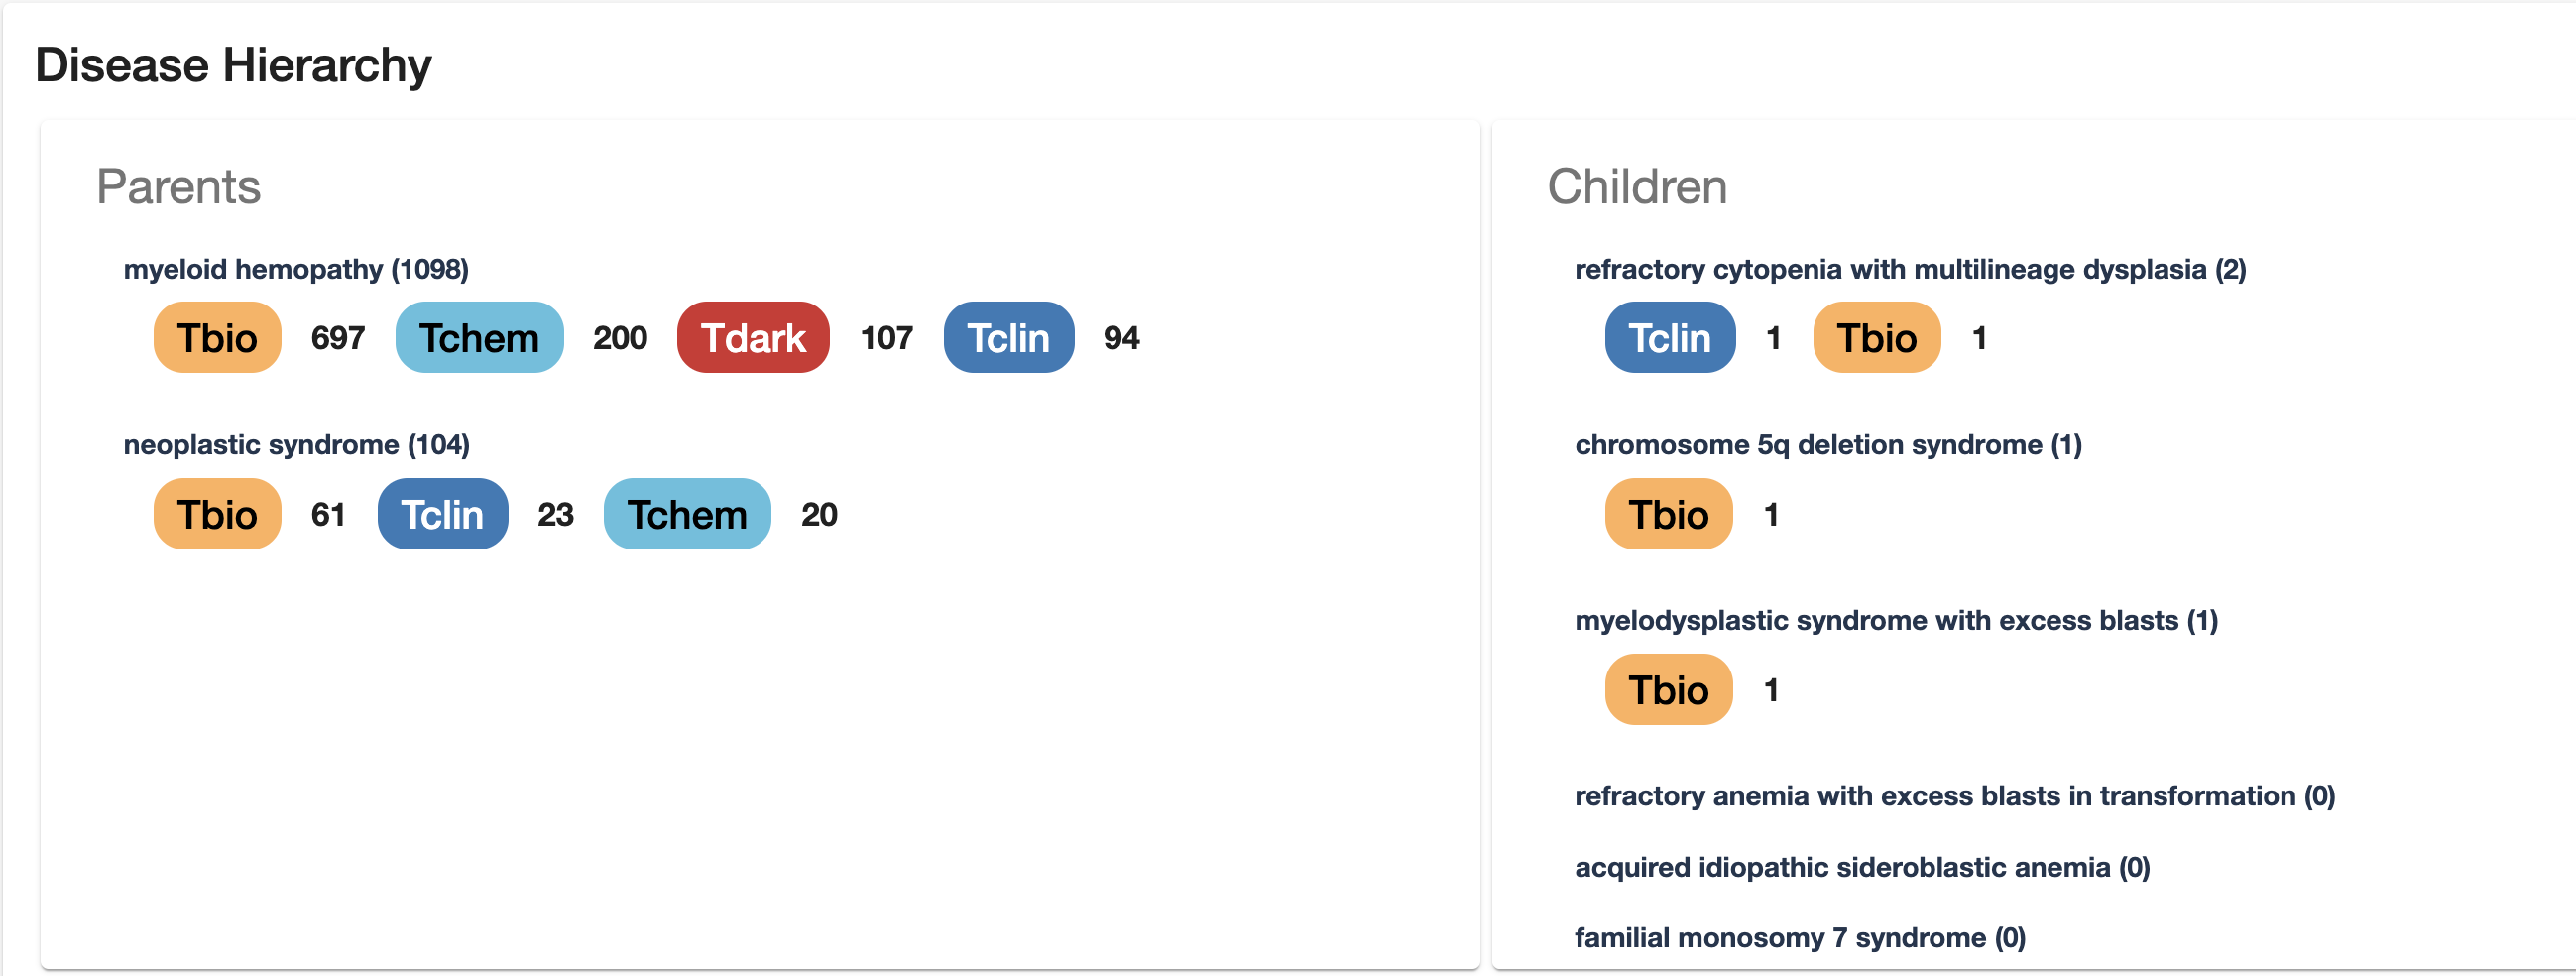 Disease Hierarchy
Parents
myeloid hemopathy (1098)
Tbio 697 Tchem 200 Tdark 107 Tclin 94
neoplastic syndrome (104)
Tbio 61 Tclin 23 Tchem 20
Children
refractory cytopenia with multilineage dysplasia (2)
Tclin 1 Tbio 1
chromosome 5q deletion syndrome (1)
Tbio 1
myelodysplastic syndrome with excess blasts (1)
Tbio 1
refractory anemia with excess blasts in transformation (0)
acquired idiopathic sideroblastic anemia (0)
familial monosomy 7 syndrome (0)